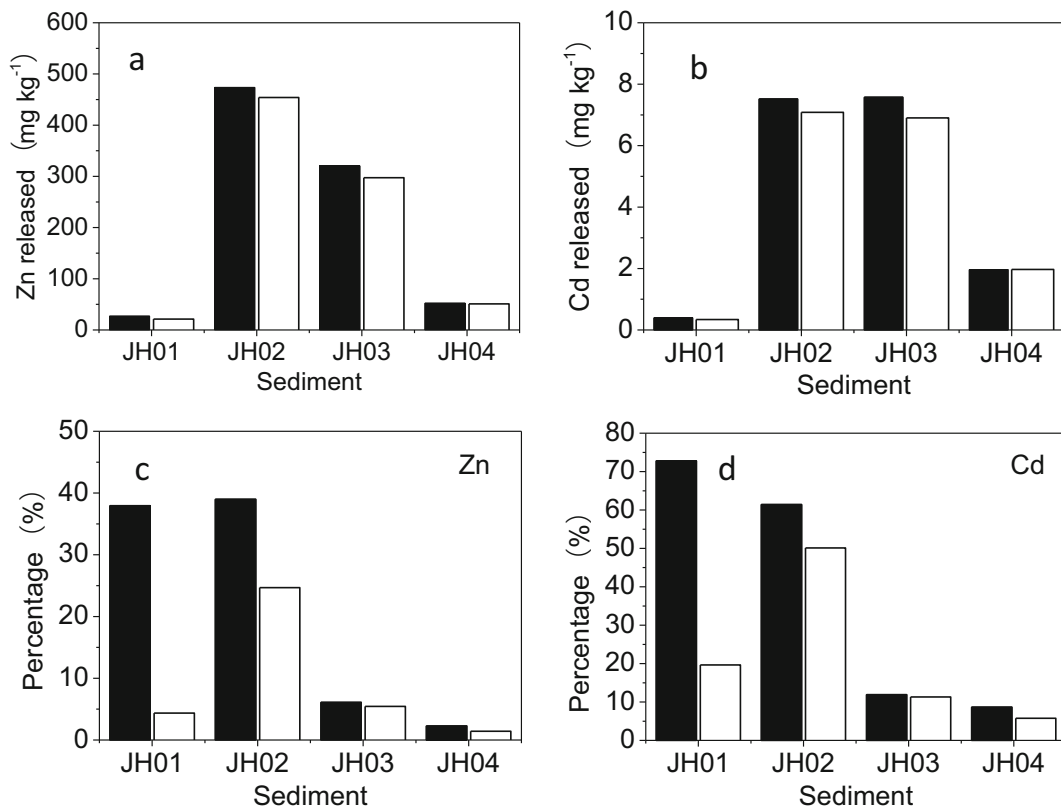 a
Zn released (mg kg-1)
600
500
400
300
200
100
0
JH01 JH02 JH03 JH04
Sediment
b
Cd released (mg kg-1)
10
8
6
4
2
0
JH01 JH02 JH03 JH04
Sediment
c
Zn
Percentage (%)
50
40
30
20
10
0
JH01 JH02 JH03 JH04
Sediment
d
Cd
Percentage (%)
80
70
60
50
40
30
20
10
0
JH01 JH02 JH03 JH04
Sediment